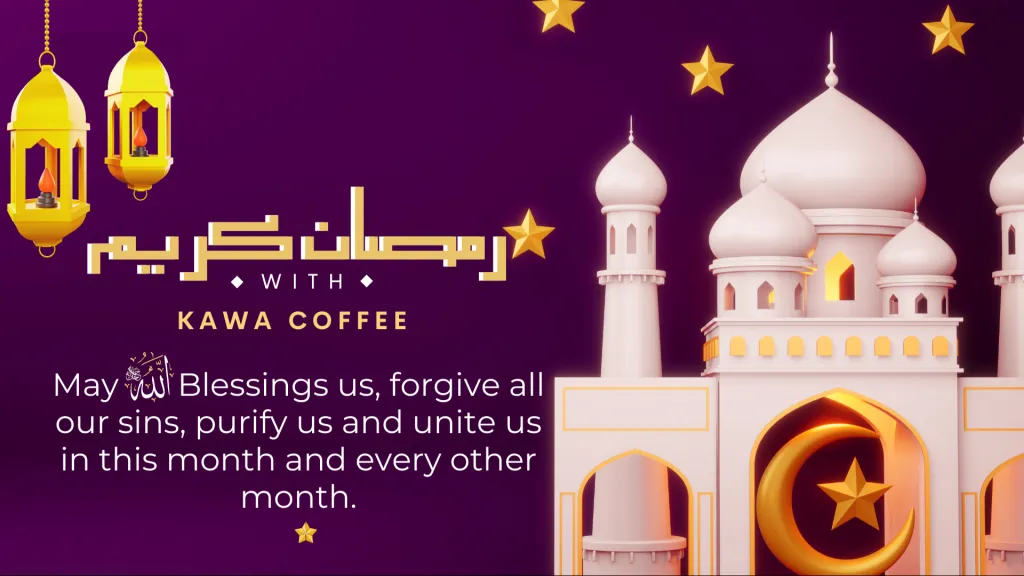 رمضان كريم
WITH
KAWA COFFEE
May الله Blessings us, forgive all
our sins, purify us and unite us
in this month and every other
month.